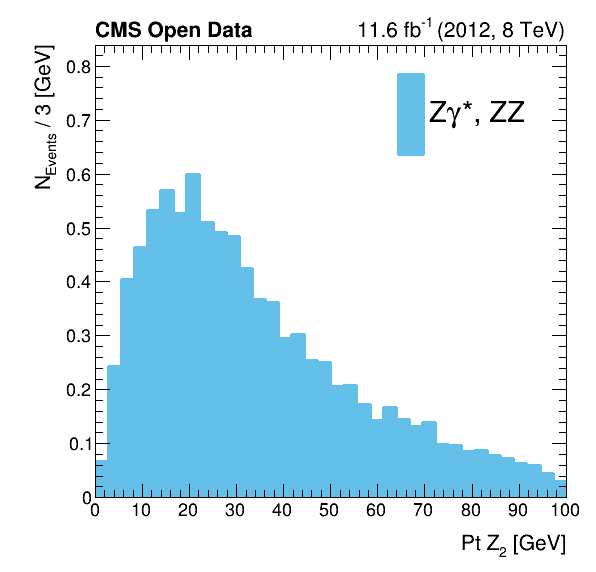 CMS Open Data 11.6 fb⁻¹ (2012, 8 TeV)
N_Events / 3 [GeV]
Zγ*, ZZ
0.8
0.7
0.6
0.5
0.4
0.3
0.2
0.1
0
0 10 20 30 40 50 60 70 80 90 100
Pt Z₂ [GeV]